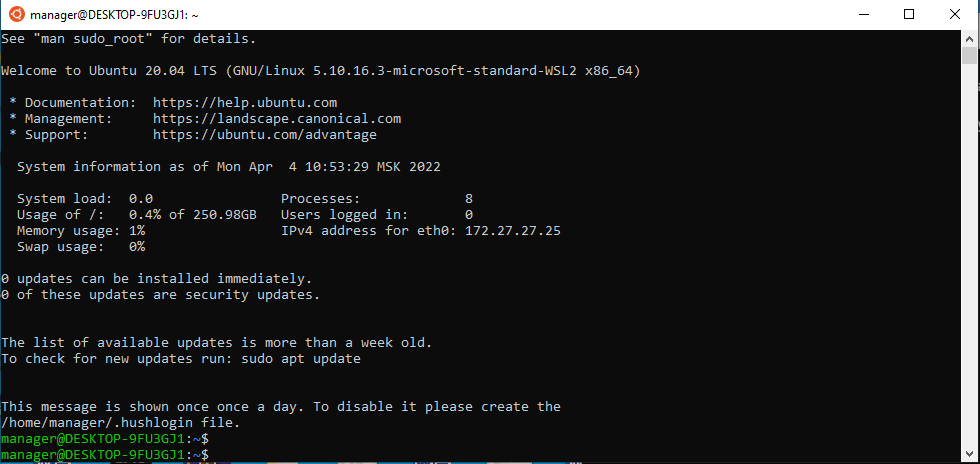 manager@DESKTOP-9FU3GJ1: ~
See "man sudo_root" for details.
Welcome to Ubuntu 20.04 LTS (GNU/Linux 5.10.16.3-microsoft-standard-WSL2 x86_64)
* Documentation:  https://help.ubuntu.com
* Management:     https://landscape.canonical.com
* Support:        https://ubuntu.com/advantage
System information as of Mon Apr  4 10:53:29 MSK 2022
System load:  0.0                Processes:             8
Usage of /:   0.4% of 250.98GB   Users logged in:       0
Memory usage: 1%                 IPv4 address for eth0: 172.27.27.25
Swap usage:   0%
0 updates can be installed immediately.
0 of these updates are security updates.
The list of available updates is more than a week old.
To check for new updates run: sudo apt update
This message is shown once once a day. To disable it please create the
/home/manager/.hushlogin file.
manager@DESKTOP-9FU3GJ1:~$
manager@DESKTOP-9FU3GJ1:~$